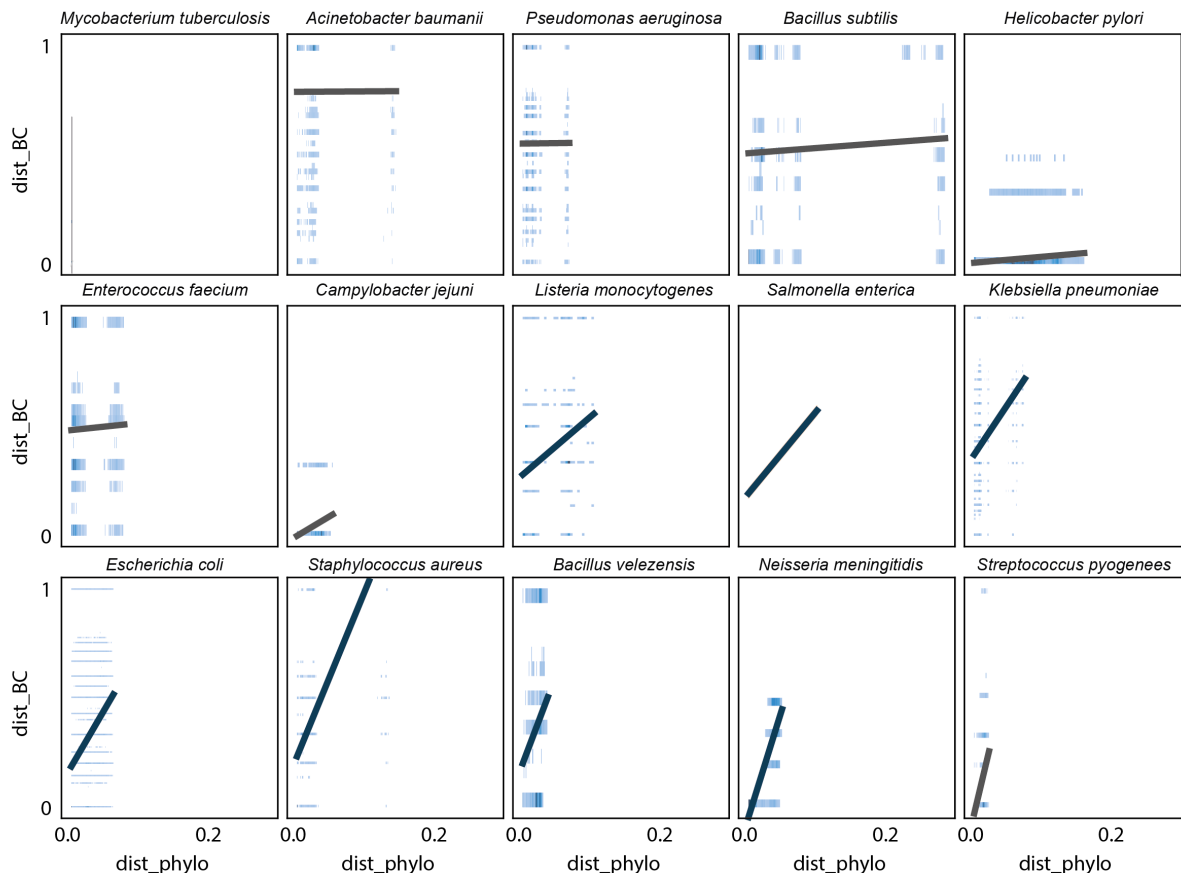 Mycobacterium tuberculosis
Acinetobacter baumanii
Pseudomonas aeruginosa
Bacillus subtilis
Helicobacter pylori
1
dist_BC
0
Enterococcus faecium
Campylobacter jejuni
Listeria monocytogenes
Salmonella enterica
Klebsiella pneumoniae
1
dist_BC
0
Escherichia coli
Staphylococcus aureus
Bacillus velezensis
Neisseria meningitidis
Streptococcus pyogenees
1
dist_BC
0
0.0 0.2
0.0 0.2
0.0 0.2
0.0 0.2
0.0 0.2
dist_phylo
dist_phylo
dist_phylo
dist_phylo
dist_phylo